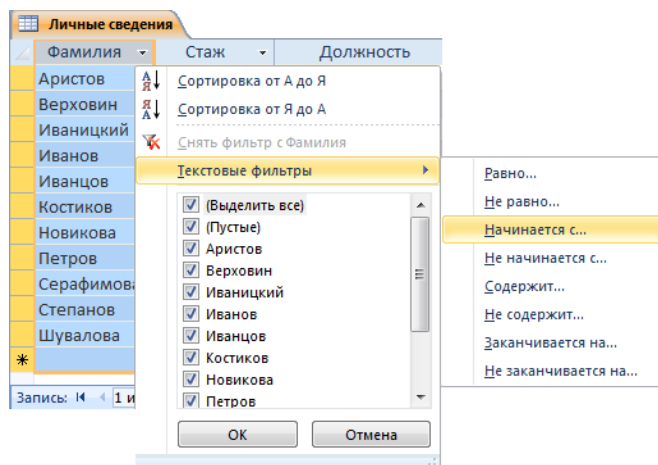 Личные сведения
Фамилия Стаж Должность
Аристов
Верховин
Иваницкий
Иванов
Иванцов
Костиков
Новикова
Петров
Серафимов
Степанов
Шувалова
Запись: 1 и
Сортировка от А до Я
Сортировка от Я до А
Снять фильтр с Фамилия
Текстовые фильтры
(Выделить все)
(Пустые)
Аристов
Верховин
Иваницкий
Иванов
Иванцов
Костиков
Новикова
Петров
ОК Отмена
Равно...
Не равно...
Начинается с...
Не начинается с...
Содержит...
Не содержит...
Заканчивается на...
Не заканчивается на...